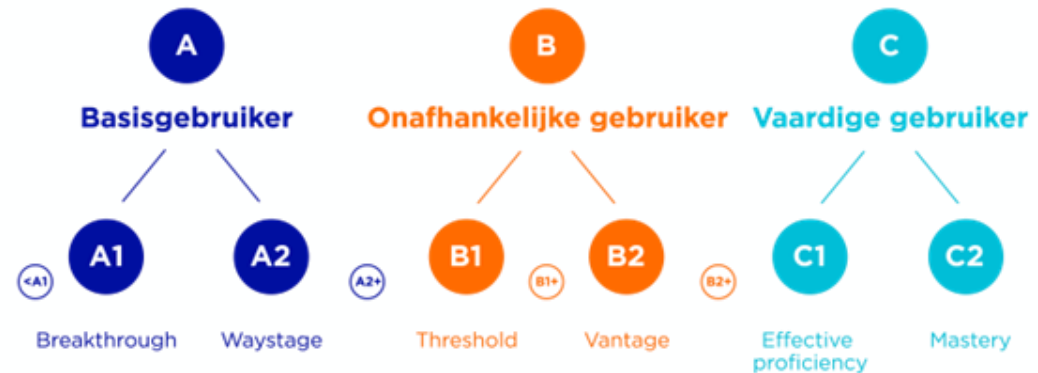 A B C
Basisgebruiker Onafhankelijke gebruiker Vaardige gebruiker
A1 A2 B1 B2 C1 C2
<A1 A2+ B1+ B2+
Breakthrough Waystage Threshold Vantage Effective Mastery
proficiency